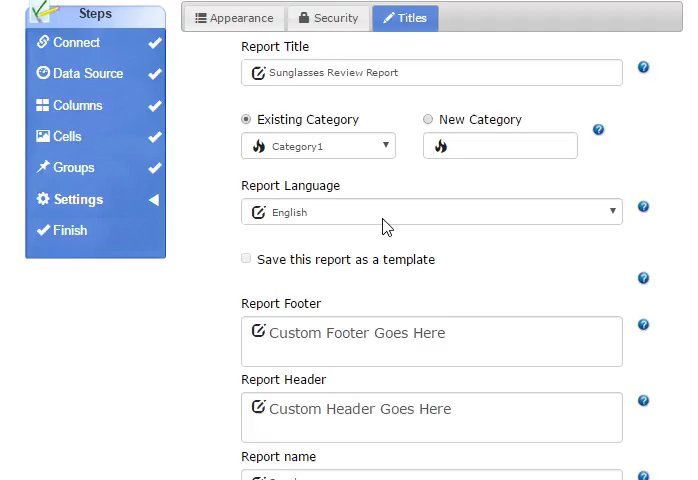 Steps
Connect
Data Source
Columns
Cells
Groups
Settings
Finish
Appearance
Security
Titles
Report Title
Sunglasses Review Report
Existing Category
New Category
Category1
Report Language
English
Save this report as a template
Report Footer
Custom Footer Goes Here
Report Header
Custom Header Goes Here
Report name